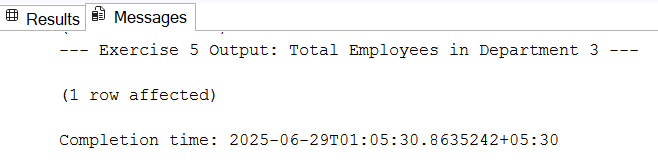 Results Messages
--- Exercise 5 Output: Total Employees in Department 3 ---
(1 row affected)
Completion time: 2025-06-29T01:05:30.8635242+05:30